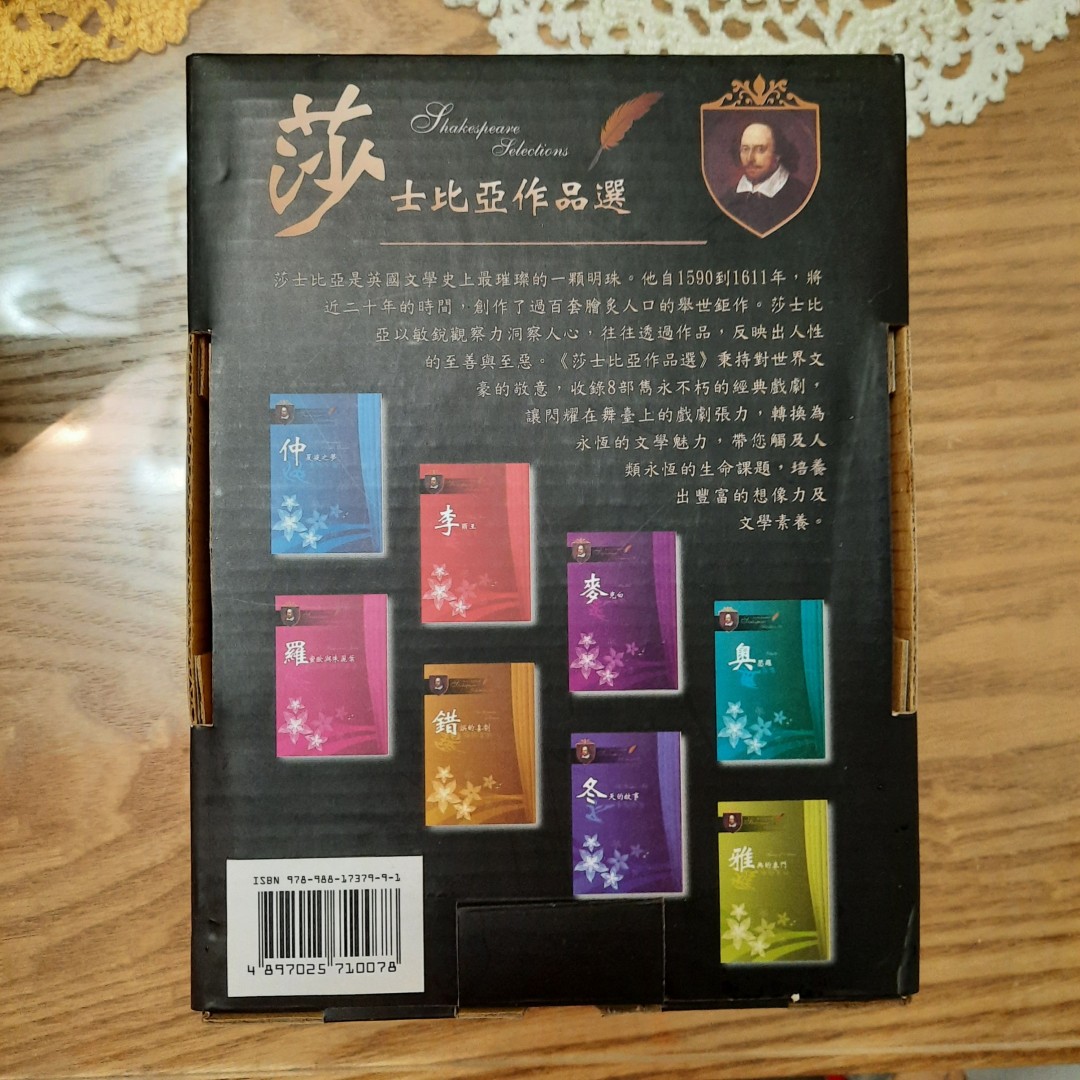 莎士比亞作品選
Shakespeare
Selections
莎士比亞是英國文學史上最璀璨的一顆明珠。他自1590到1611年，將
近二十年的時間，創作了過百套膾炙人口的舉世鉅作。莎士比
亞以敏銳觀察力洞察人心，往往透過作品，反映出人性
的至善與至惡。《莎士比亞作品選》秉持對世界文
豪的敬意，收錄8部雋永不朽的經典戲劇，
讓閃耀在舞臺上的戲劇張力，轉換為
永恆的文學魅力，帶您觸及人
類永恆的生命課題，培養
出豐富的想像力及
文學素養。
仲夏夜之夢
李爾王
麥克白
奧瑟羅
羅密歐與茱麗葉
錯誤的喜劇
冬天的故事
雅典的泰門
ISBN 978-988-17379-9-1
4 897025 710078